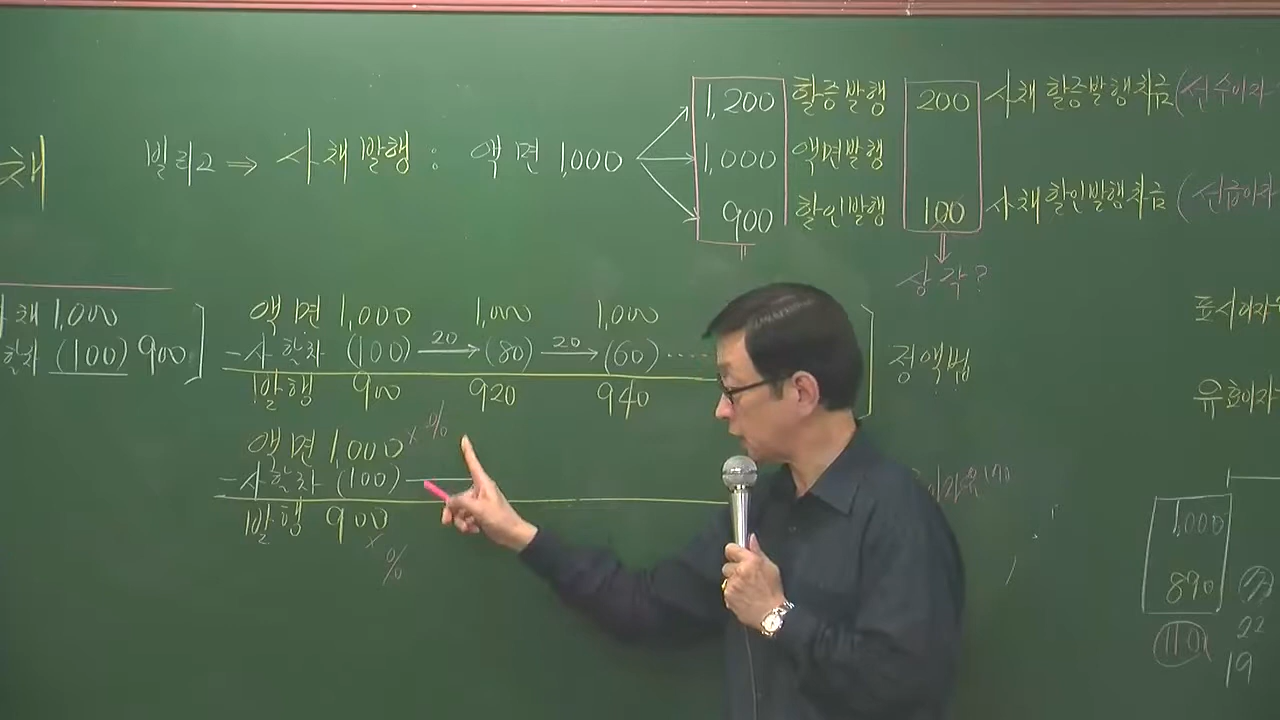 1,200 할증발행 200 사채할증발행차금(선수이자
빌리고 ⇒ 사채발행 : 액면 1,000 1,000 액면발행
900 할인발행 100 사채할인발행차금 (선급이자
상각?
채 1,000
(100) 900
액면 1,000 1,000 1,000
-사할차 (100) 20→ (80) 20→ (60) ..... 정액법
발행 900 920 940
표시이자
유효이자
액면 1,000 × %
-사할차 (100)
발행 900
× %
1,000
890
110
22
19